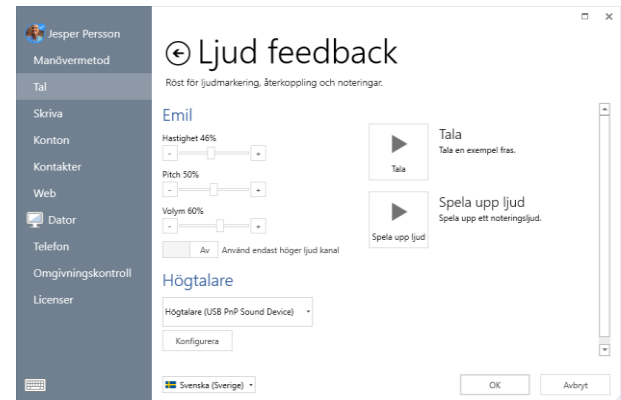 Jesper Persson
Manövermetod
Tal
Skriva
Konton
Kontakter
Web
Dator
Telefon
Omgivningskontroll
Licenser
Ljud feedback
Röst för ljudmarkering, återkoppling och noteringar.
Emil
Hastighet 46%
- +
Pitch 50%
- +
Volym 60%
- +
Av Använd endast höger ljud kanal
Högtalare
Högtalare (USB PnP Sound Device)
Konfigurera
Tala
Tala
Tala en exempel fras.
Spela upp ljud
Spela upp ljud
Spela upp ett noteringsljud.
Svenska (Sverige)
OK
Avbryt